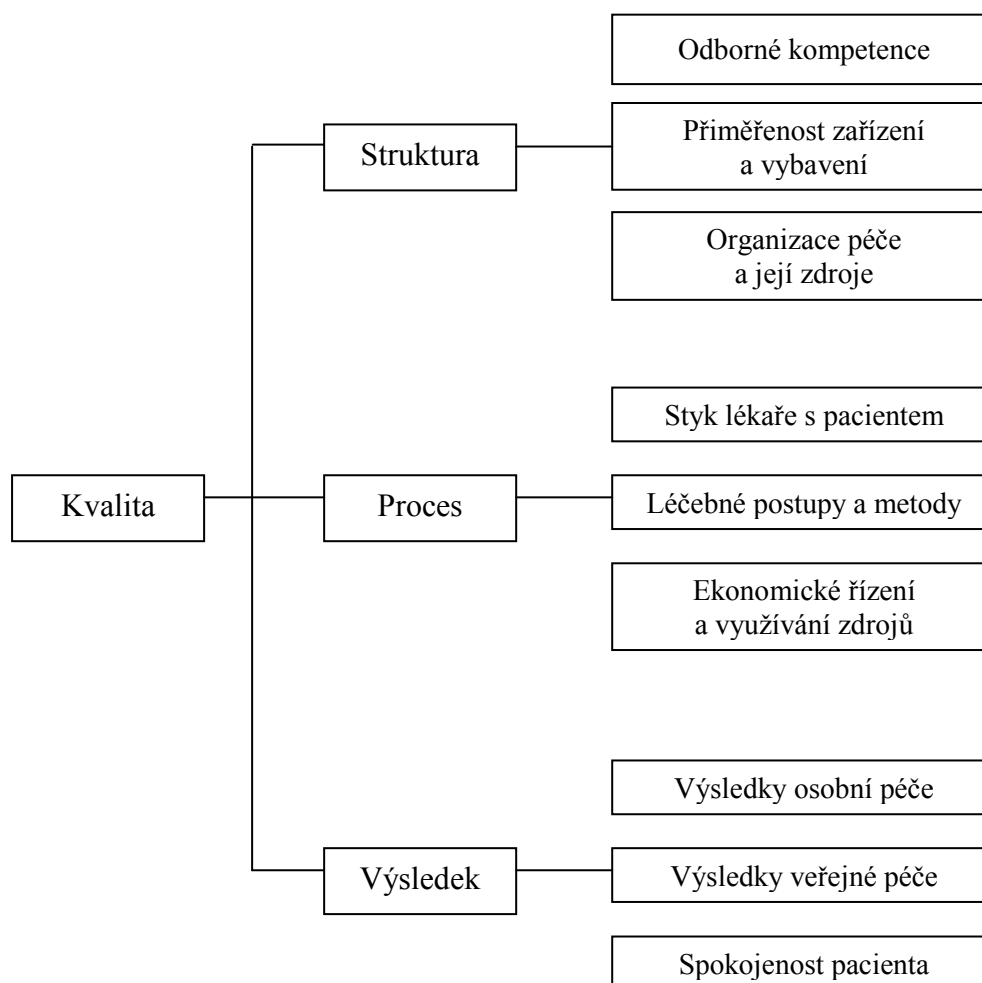 Odborné kompetence
Struktura
Přiměřenost zařízení
a vybavení
Organizace péče
a její zdroje
Styk lékaře s pacientem
Kvalita
Proces
Léčebné postupy a metody
Ekonomické řízení
a využívání zdrojů
Výsledky osobní péče
Výsledek
Výsledky veřejné péče
Spokojenost pacienta